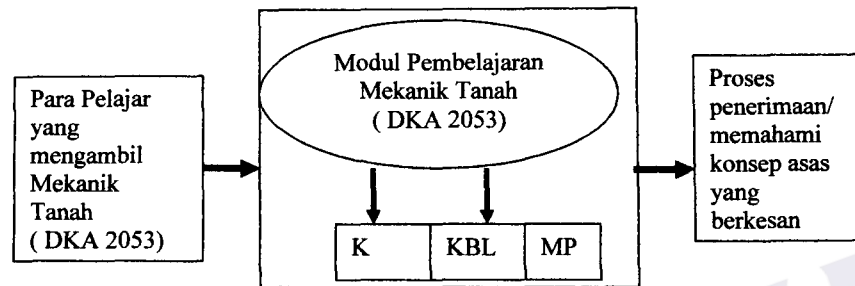 Para Pelajar
yang
mengambil
Mekanik
Tanah
( DKA 2053)
Modul Pembelajaran
Mekanik Tanah
( DKA 2053)
K
KBL
MP
Proses
penerimaan/
memahami
konsep asas
yang
berkesan